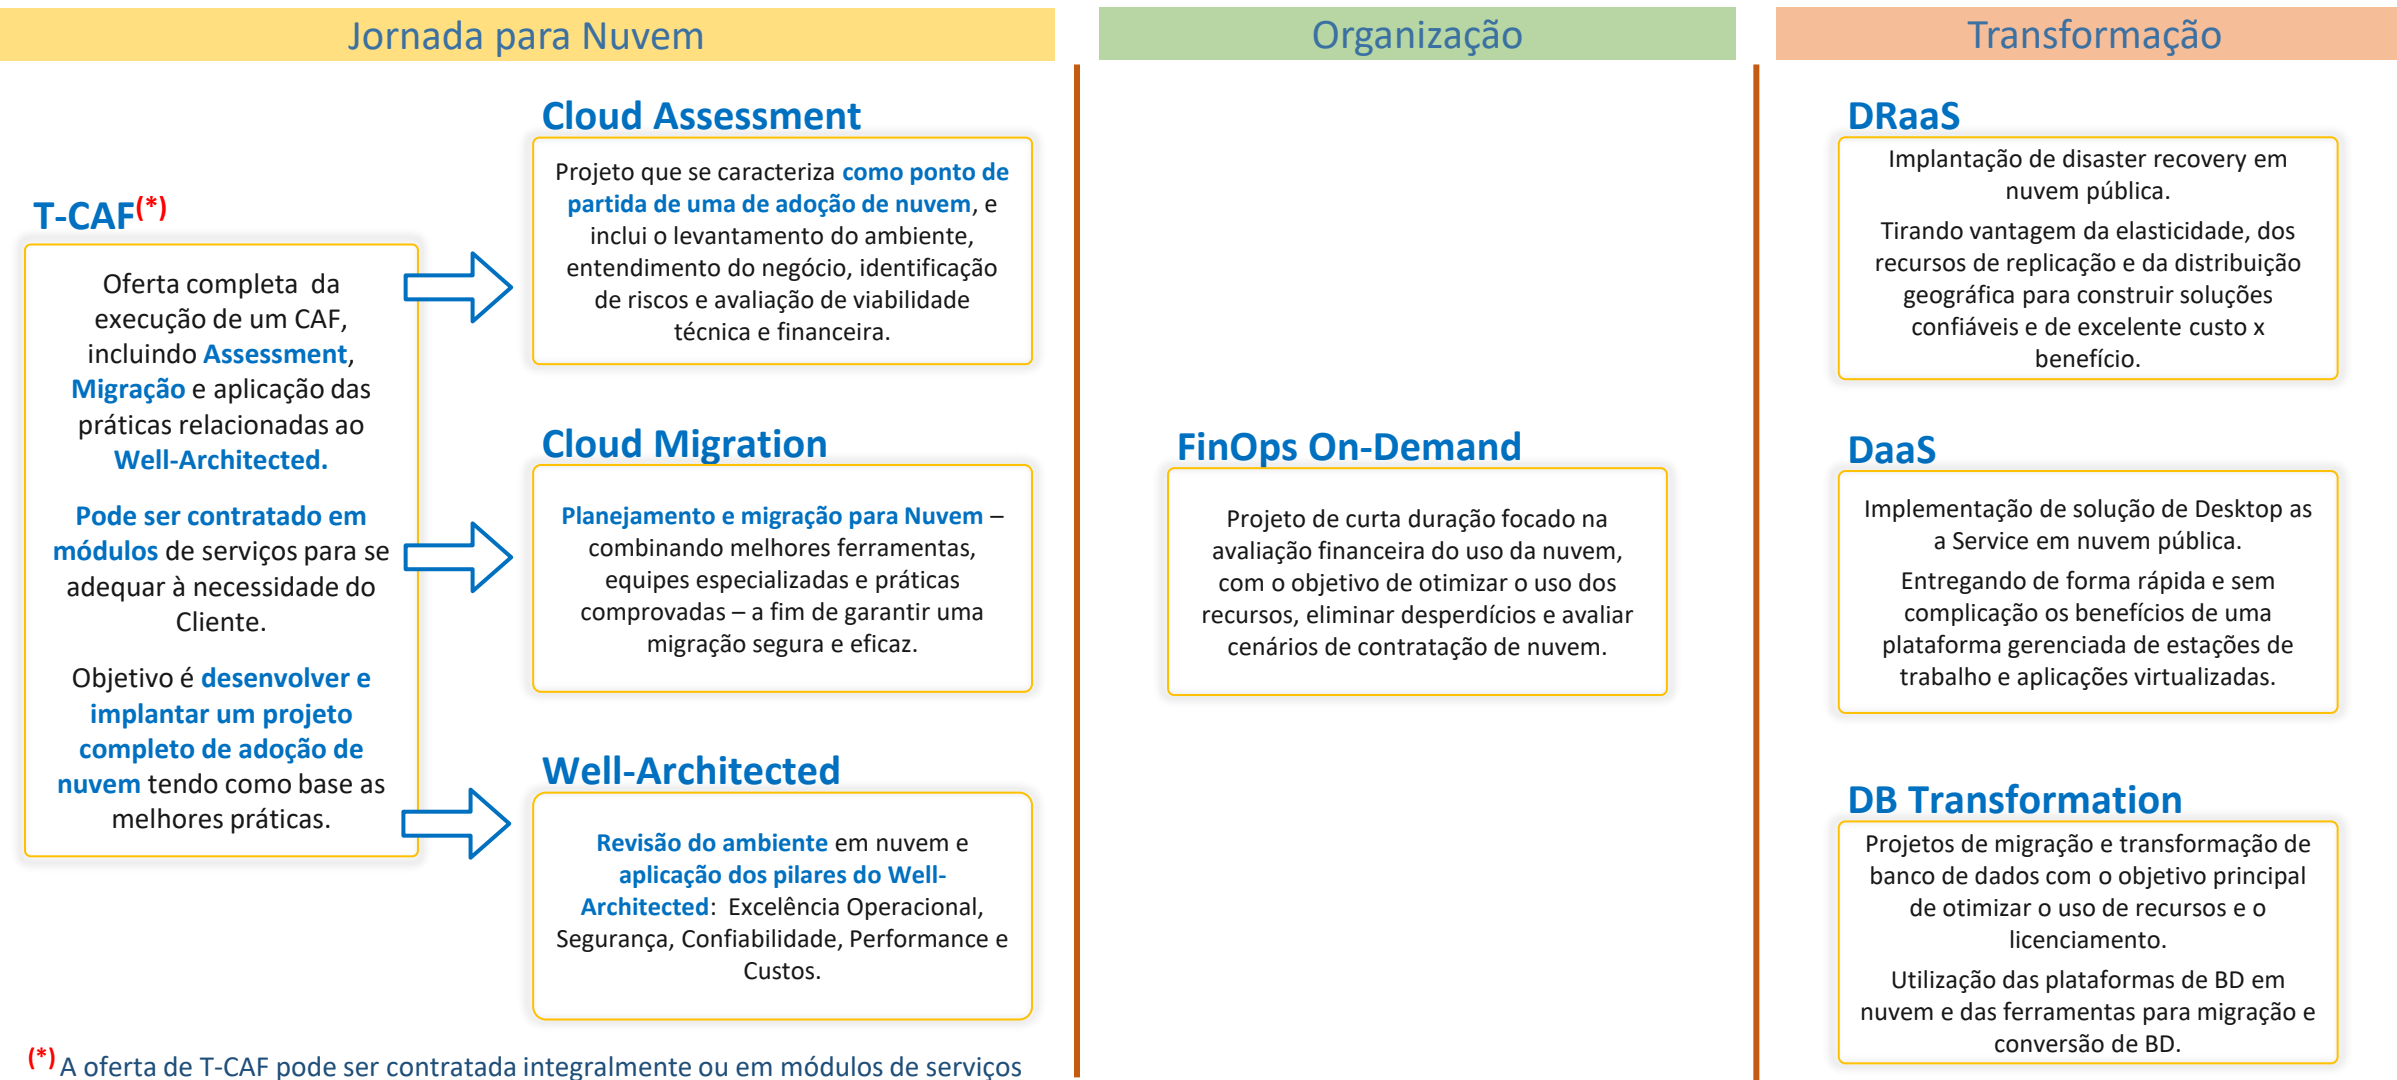 Jornada para Nuvem
T-CAF(*)
Oferta completa da
execução de um CAF,
incluindo Assessment,
Migração e aplicação das
práticas relacionadas ao
Well-Architected.
Pode ser contratado em
módulos de serviços para se
adequar à necessidade do
Cliente.
Objetivo é desenvolver e
implantar um projeto
completo de adoção de
nuvem tendo como base as
melhores práticas.
Cloud Assessment
Projeto que se caracteriza como ponto de
partida de uma de adoção de nuvem, e
inclui o levantamento do ambiente,
entendimento do negócio, identificação
de riscos e avaliação de viabilidade
técnica e financeira.
Cloud Migration
Planejamento e migração para Nuvem –
combinando melhores ferramentas,
equipes especializadas e práticas
comprovadas – a fim de garantir uma
migração segura e eficaz.
Well-Architected
Revisão do ambiente em nuvem e
aplicação dos pilares do Well-
Architected: Excelência Operacional,
Segurança, Confiabilidade, Performance e
Custos.
(*) A oferta de T-CAF pode ser contratada integralmente ou em módulos de serviços
Organização
FinOps On-Demand
Projeto de curta duração focado na
avaliação financeira do uso da nuvem,
com o objetivo de otimizar o uso dos
recursos, eliminar desperdícios e avaliar
cenários de contratação de nuvem.
Transformação
DRaaS
Implantação de disaster recovery em
nuvem pública.
Tirando vantagem da elasticidade, dos
recursos de replicação e da distribuição
geográfica para construir soluções
confiáveis e de excelente custo x
benefício.
DaaS
Implementação de solução de Desktop as
a Service em nuvem pública.
Entregando de forma rápida e sem
complicação os benefícios de uma
plataforma gerenciada de estações de
trabalho e aplicações virtualizadas.
DB Transformation
Projetos de migração e transformação de
banco de dados com o objetivo principal
de otimizar o uso de recursos e o
licenciamento.
Utilização das plataformas de BD em
nuvem e das ferramentas para migração e
conversão de BD.